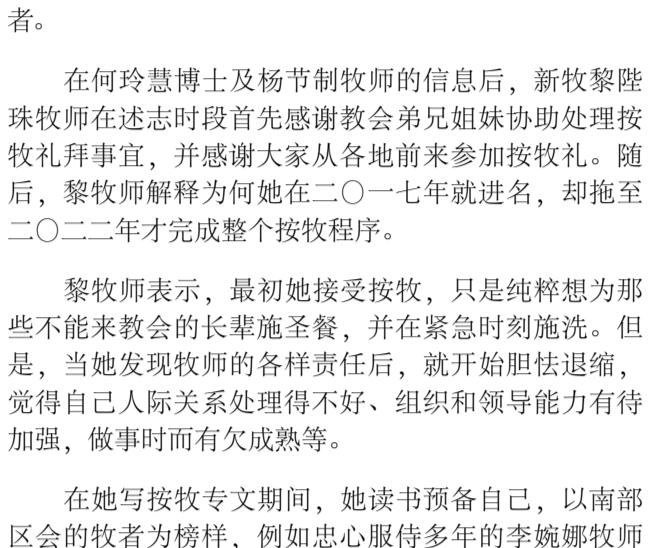 者。
在何玲慧博士及杨节制牧师的信息后，新牧黎陛
珠牧师在述志时段首先感谢教会弟兄姐妹协助处理按
牧礼拜事宜，并感谢大家从各地前来参加按牧礼。随
后，黎牧师解释为何她在二〇一七年就进名，却拖至
二〇二二年才完成整个按牧程序。
黎牧师表示，最初她接受按牧，只是纯粹想为那
些不能来教会的长辈施圣餐，并在紧急时刻施洗。但
是，当她发现牧师的各样责任后，就开始胆怯退缩，
觉得自己人际关系处理得不好、组织和领导能力有待
加强，做事时而有欠成熟等。
在她写按牧专文期间，她读书预备自己，以南部
区会的牧者为榜样，例如忠心服侍多年的李婉娜牧师